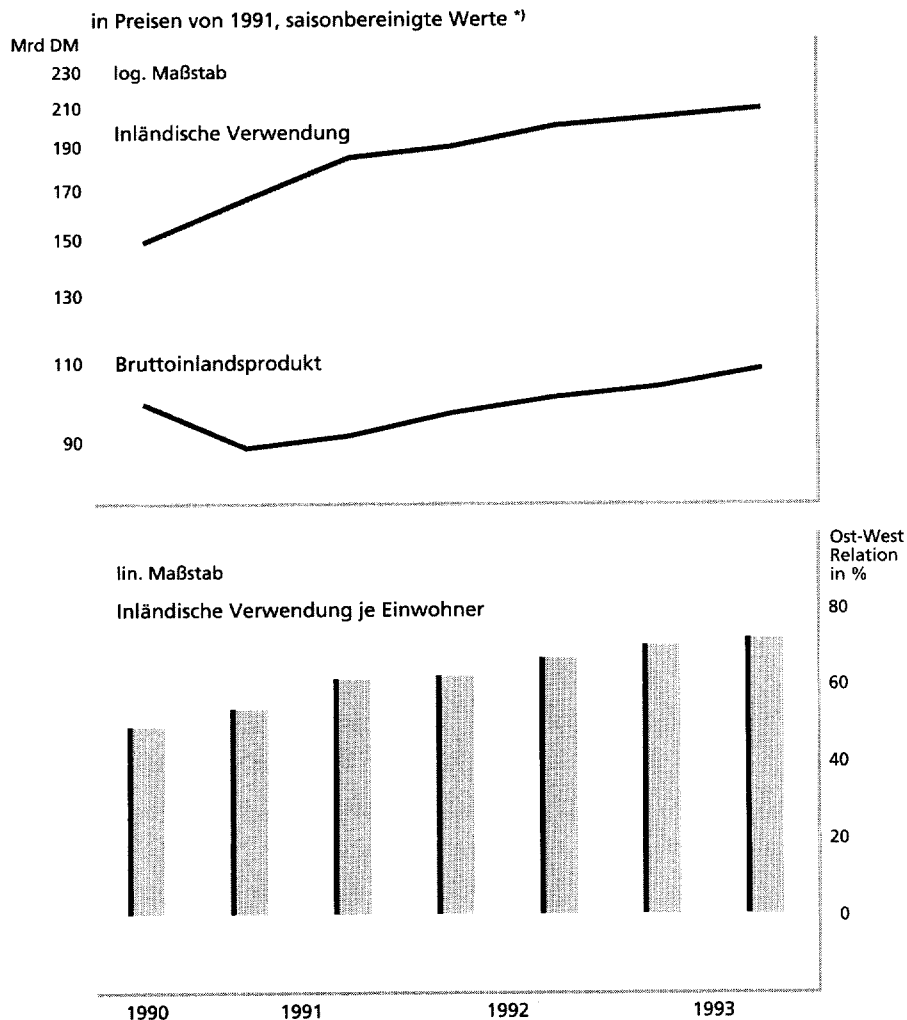 in Preisen von 1991, saisonbereinigte Werte *)
Mrd DM
230
log. Maßstab
210
Inländische Verwendung
190
170
150
130
110
Bruttoinlandsprodukt
90
Ost-West
Relation
in %
lin. Maßstab
Inländische Verwendung je Einwohner
80
60
40
20
0
1990 1991 1992 1993